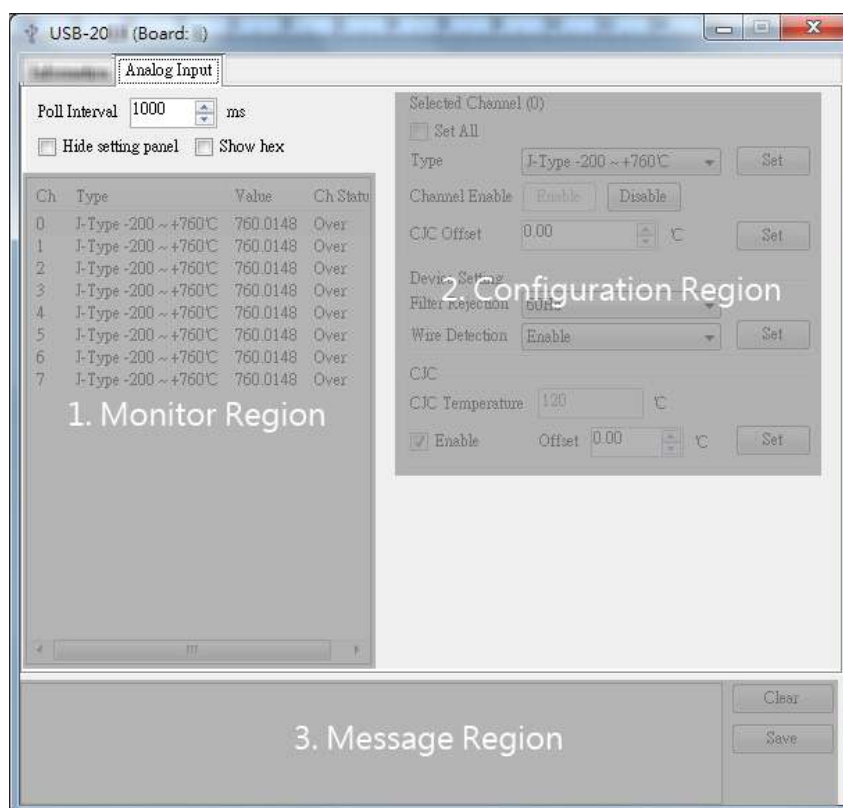 USB-20 (Board: )
Analog Input
Poll Interval 1000 ms
Hide setting panel Show hex
Ch Type Value Ch Statu
0 J-Type -200 ~ +760℃ 760.0148 Over
1 J-Type -200 ~ +760℃ 760.0148 Over
2 J-Type -200 ~ +760℃ 760.0148 Over
3 J-Type -200 ~ +760℃ 760.0148 Over
4 J-Type -200 ~ +760℃ 760.0148 Over
5 J-Type -200 ~ +760℃ 760.0148 Over
6 J-Type -200 ~ +760℃ 760.0148 Over
7 J-Type -200 ~ +760℃ 760.0148 Over
1. Monitor Region
Selected Channel (0)
Set All
Type J-Type -200 ~ +760℃ Set
Channel Enable Enable Disable
CJC Offset 0.00 ℃ Set
Device Setting
2. Configuration Region
Filter Rejection 60Hz
Wire Detection Enable Set
CJC
CJC Temperature 120 ℃
Enable Offset 0.00 ℃ Set
3. Message Region
Clear
Save